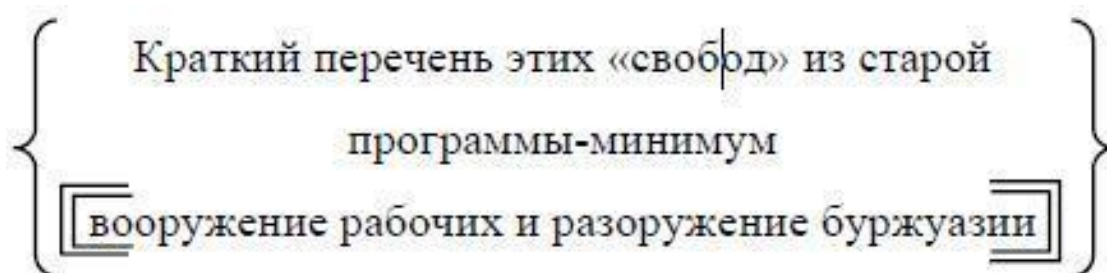 Краткий перечень этих «свобод» из старой
программы-минимум
вооружение рабочих и разоружение буржуазии